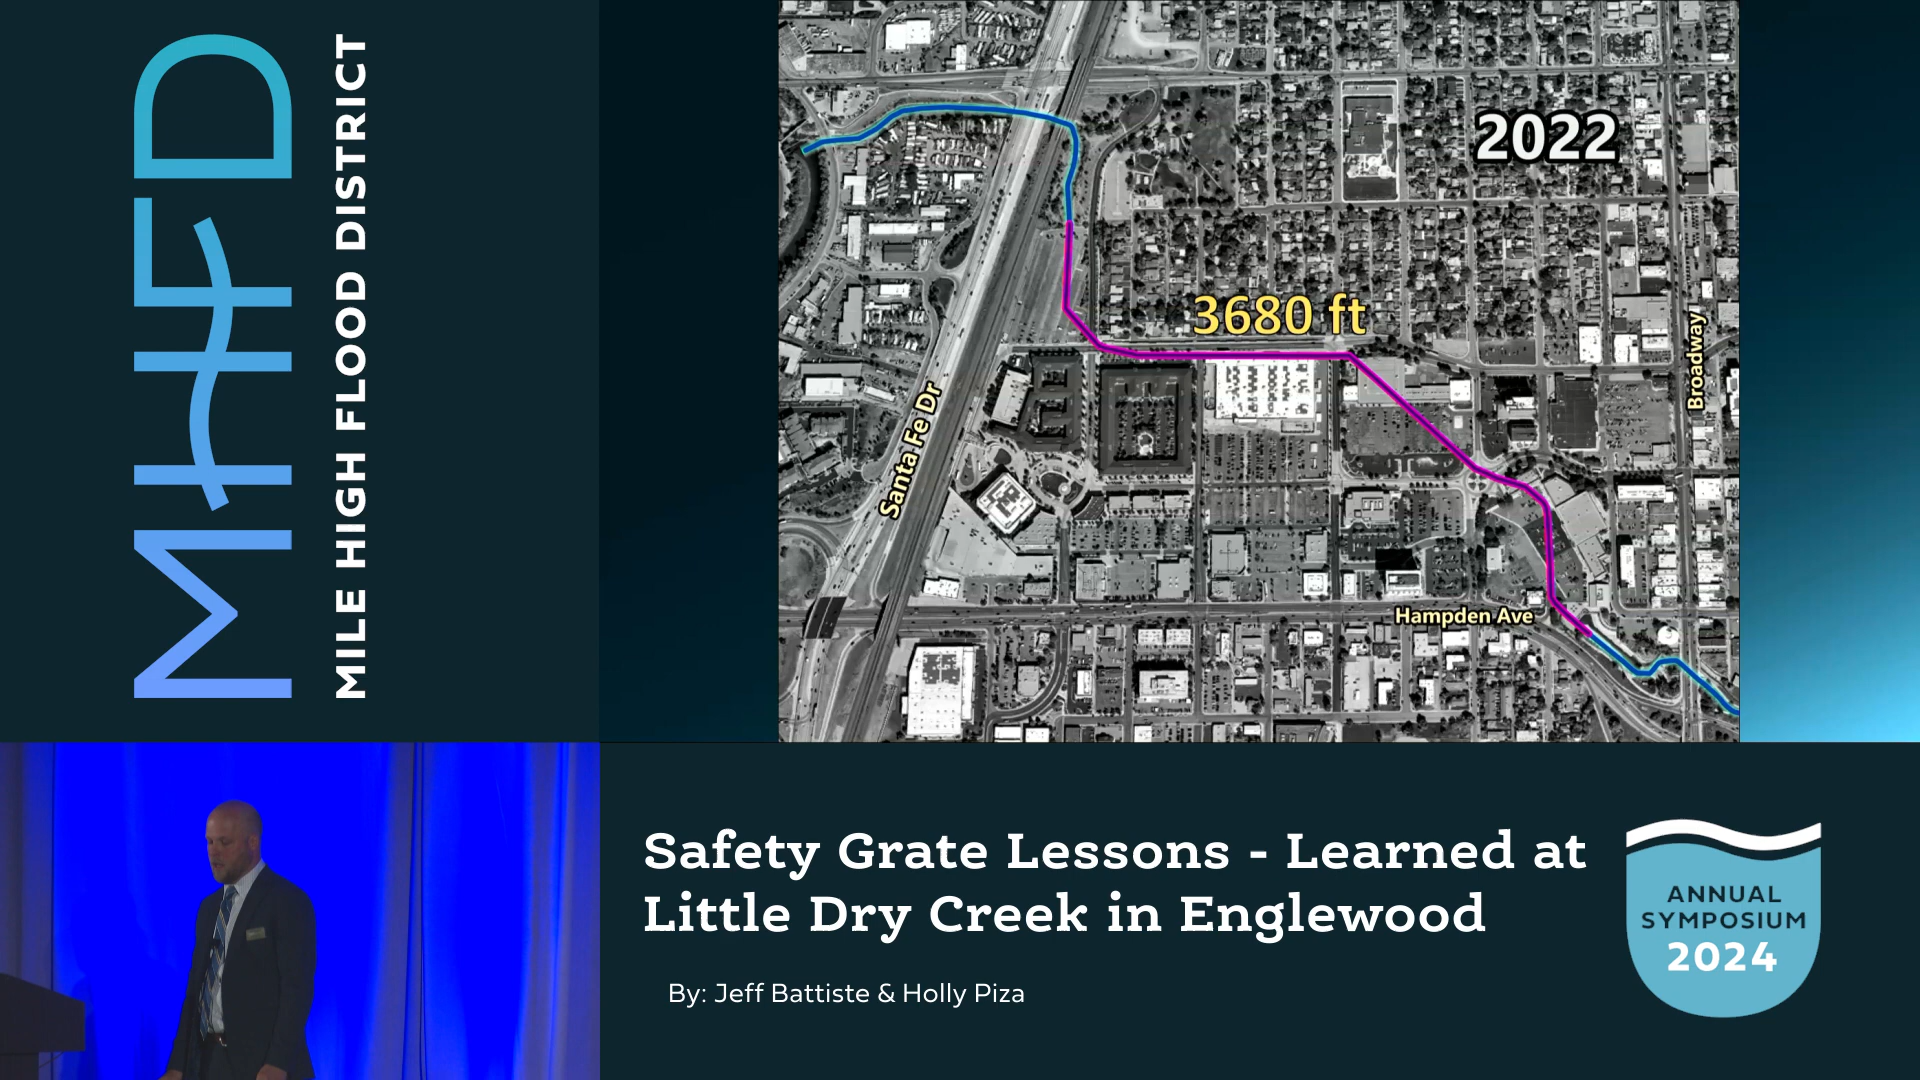 MHFD
MILE HIGH FLOOD DISTRICT
2022
3680 ft
Broadway
Santa Fe Dr
Hampden Ave
Safety Grate Lessons - Learned at
Little Dry Creek in Englewood
By: Jeff Battiste & Holly Piza
ANNUAL
SYMPOSIUM
2024